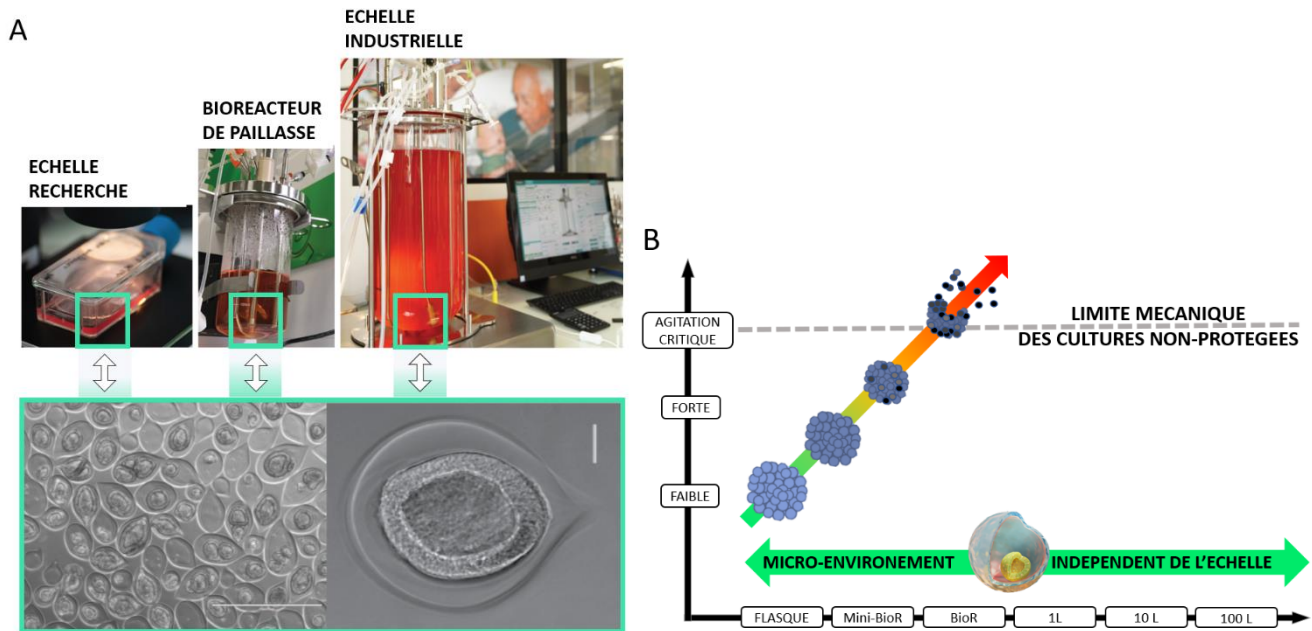 A
ECHELLE
RECHERCHE
BIOREACTEUR
DE PAILLASSE
ECHELLE
INDUSTRIELLE
B
AGITATION
CRITIQUE
FORTE
FAIBLE
LIMITE MECANIQUE
DES CULTURES NON-PROTEGEES
MICRO-ENVIRONEMENT
INDEPENDENT DE L'ECHELLE
FLASQUE
Mini-BioR
BioR
1L
10 L
100 L